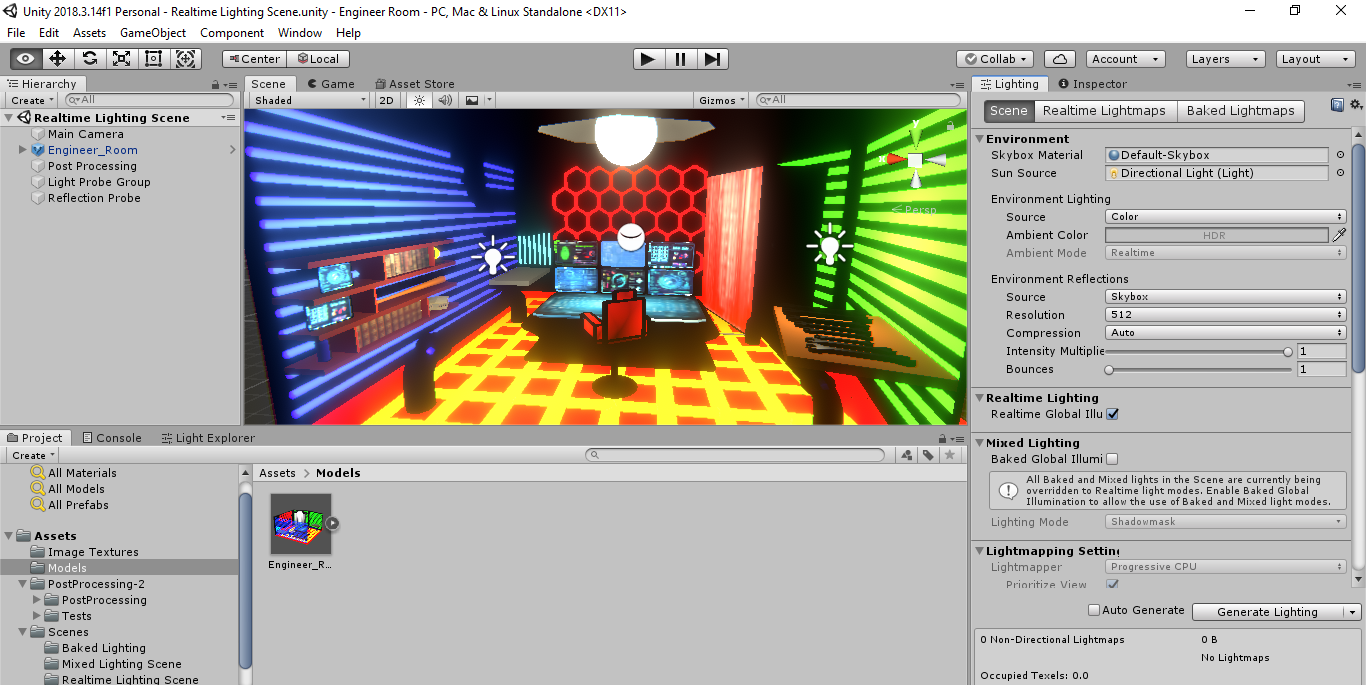 Unity 2018.3.14f1 Personal - Realtime Lighting Scene.unity - Engineer Room - PC, Mac & Linux Standalone <DX11>
File Edit Assets GameObject Component Window Help
Center Local Collab Account Layers Layout
Hierarchy
Create All
Realtime Lighting Scene
Main Camera
Engineer_Room
Post Processing
Light Probe Group
Reflection Probe
Scene Game Asset Store
Shaded 2D Gizmos All
y
x
Persp
Lighting Inspector
Scene Realtime Lightmaps Baked Lightmaps
Environment
Skybox Material Default-Skybox
Sun Source Directional Light (Light)
Environment Lighting
Source Color
Ambient Color HDR
Ambient Mode Realtime
Environment Reflections
Source Skybox
Resolution 512
Compression Auto
Intensity Multiplie 1
Bounces 1
Realtime Lighting
Realtime Global Illu
Mixed Lighting
Baked Global Illumi
All Baked and Mixed lights in the Scene are currently being
overridden to Realtime light modes. Enable Baked Global
Illumination to allow the use of Baked and Mixed light modes.
Lighting Mode Shadowmask
Lightmapping Setting
Lightmapper Progressive CPU
Prioritize View
Auto Generate Generate Lighting
0 Non-Directional Lightmaps 0 B
No Lightmaps
Occupied Texels: 0.0
Project Console Light Explorer
Create
All Materials
All Models
All Prefabs
Assets
Image Textures
Models
PostProcessing-2
PostProcessing
Tests
Scenes
Baked Lighting
Mixed Lighting Scene
Realtime Lighting Scene
Assets > Models
Engineer_R...